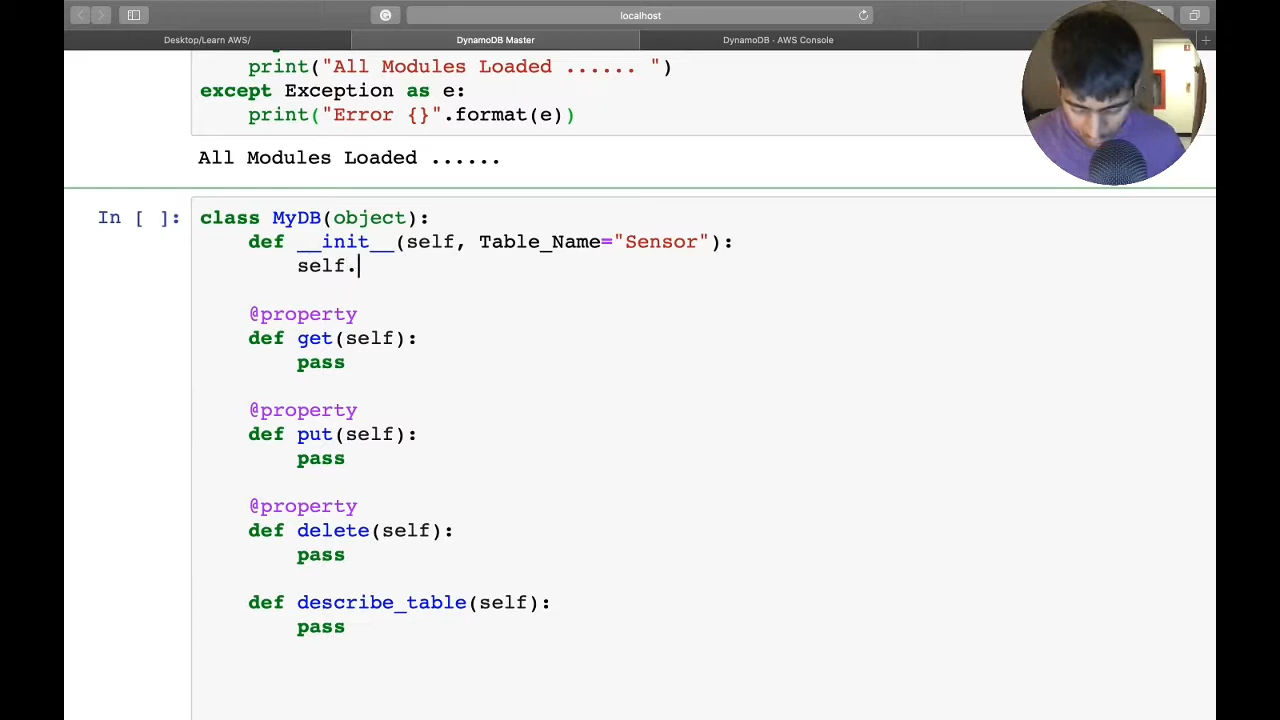 localhost
Desktop/Learn AWS/
DynamoDB Master
DynamoDB - AWS Console
print("All Modules Loaded ...... ")
except Exception as e:
print("Error {}".format(e))
All Modules Loaded ......
In [ ]:
class MyDB(object):
def __init__(self, Table_Name="Sensor"):
self.
@property
def get(self):
pass
@property
def put(self):
pass
@property
def delete(self):
pass
def describe_table(self):
pass